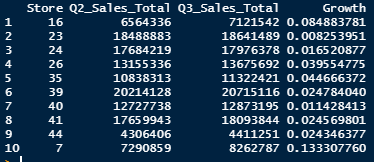 Store Q2_Sales_Total Q3_Sales_Total Growth
1 16 6564336 7121542 0.084883781
2 23 18488883 18641489 0.008253951
3 24 17684219 17976378 0.016520877
4 26 13155336 13675692 0.039554775
5 35 10838313 11322421 0.044666372
6 39 20214128 20715116 0.024784040
7 40 12727738 12873195 0.011428413
8 41 17659943 18093844 0.024569801
9 44 4306406 4411251 0.024346377
10 7 7290859 8262787 0.133307760